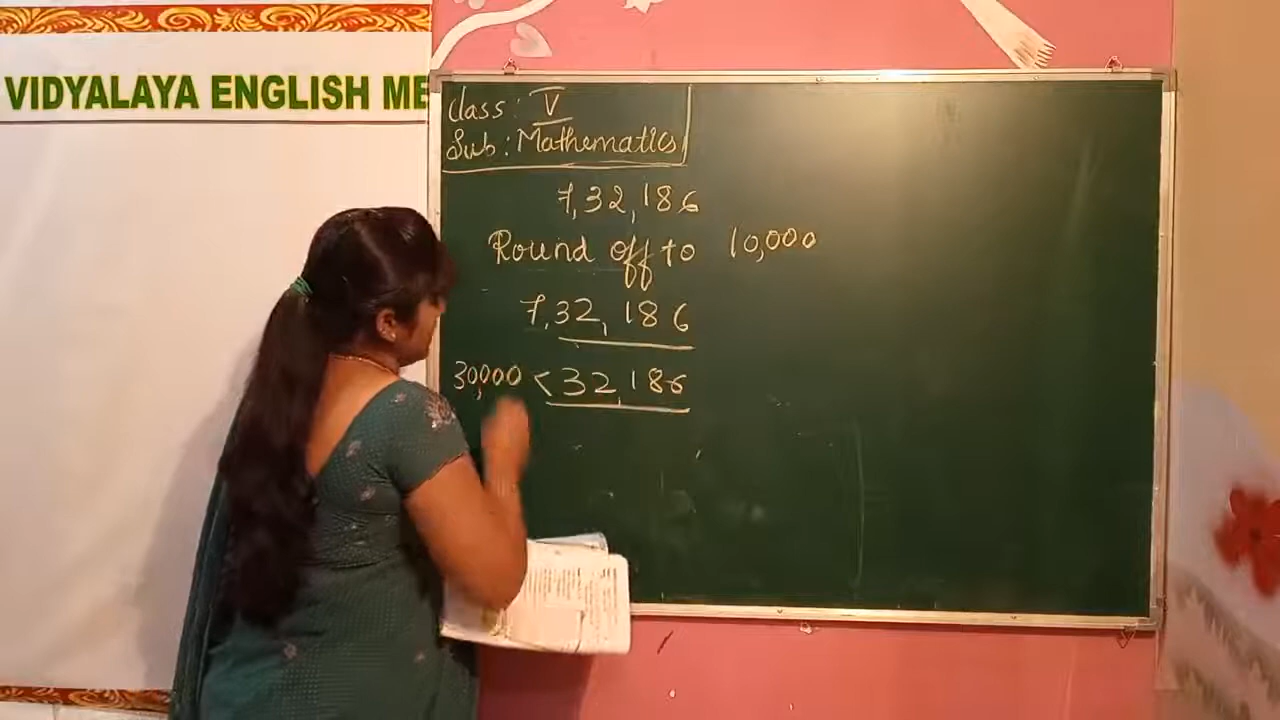 VIDYALAYA ENGLISH ME
Class : V
Sub : Mathematics
7,32,186
Round off to 10,000
7,32,186
30,000 < 32,186